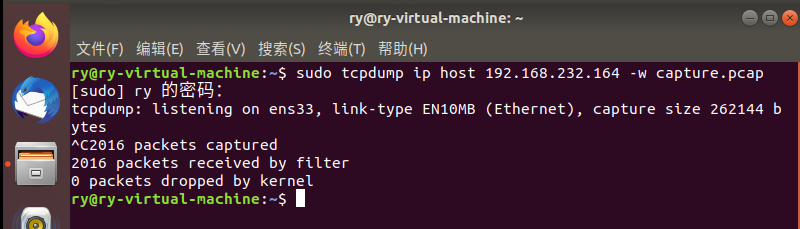 ry@ry-virtual-machine: ~
文件(F) 编辑(E) 查看(V) 搜索(S) 终端(T) 帮助(H)
ry@ry-virtual-machine:~$ sudo tcpdump ip host 192.168.232.164 -w capture.pcap
[sudo] ry 的密码：
tcpdump: listening on ens33, link-type EN10MB (Ethernet), capture size 262144 b
ytes
^C2016 packets captured
2016 packets received by filter
0 packets dropped by kernel
ry@ry-virtual-machine:~$